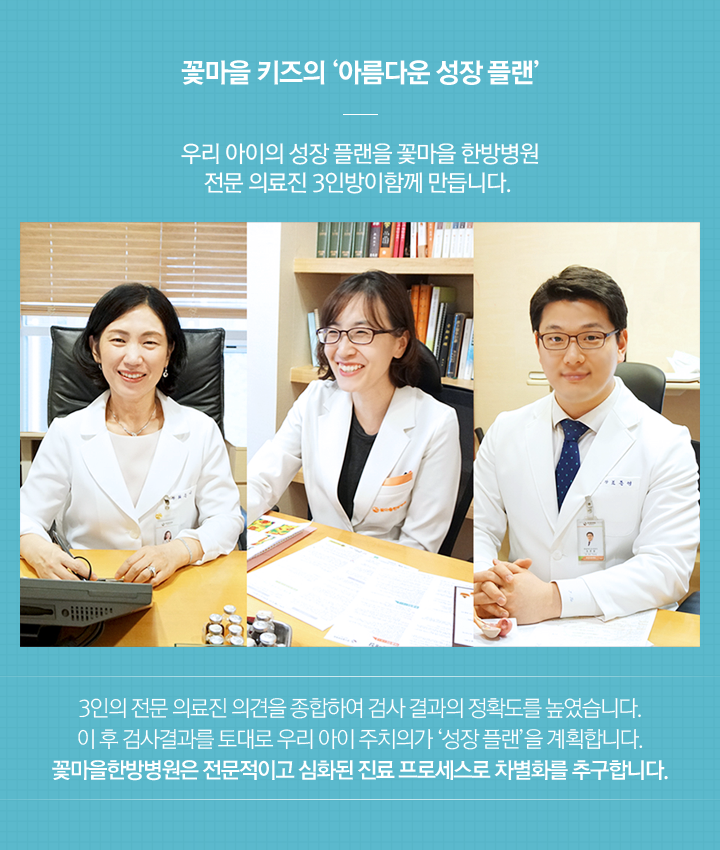 꽃마을 키즈의 ‘아름다운 성장 플랜’
우리 아이의 성장 플랜을 꽃마을 한방병원
전문 의료진 3인방이함께 만듭니다.
3인의 전문 의료진 의견을 종합하여 검사 결과의 정확도를 높였습니다.
이 후 검사결과를 토대로 우리 아이 주치의가 ‘성장 플랜’을 계획합니다.
꽃마을한방병원은 전문적이고 심화된 진료 프로세스로 차별화를 추구합니다.